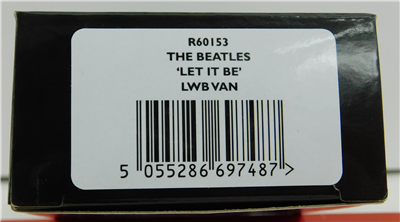 R60153
THE BEATLES
‘LET IT BE’
LWB VAN
5 055286 697487 >